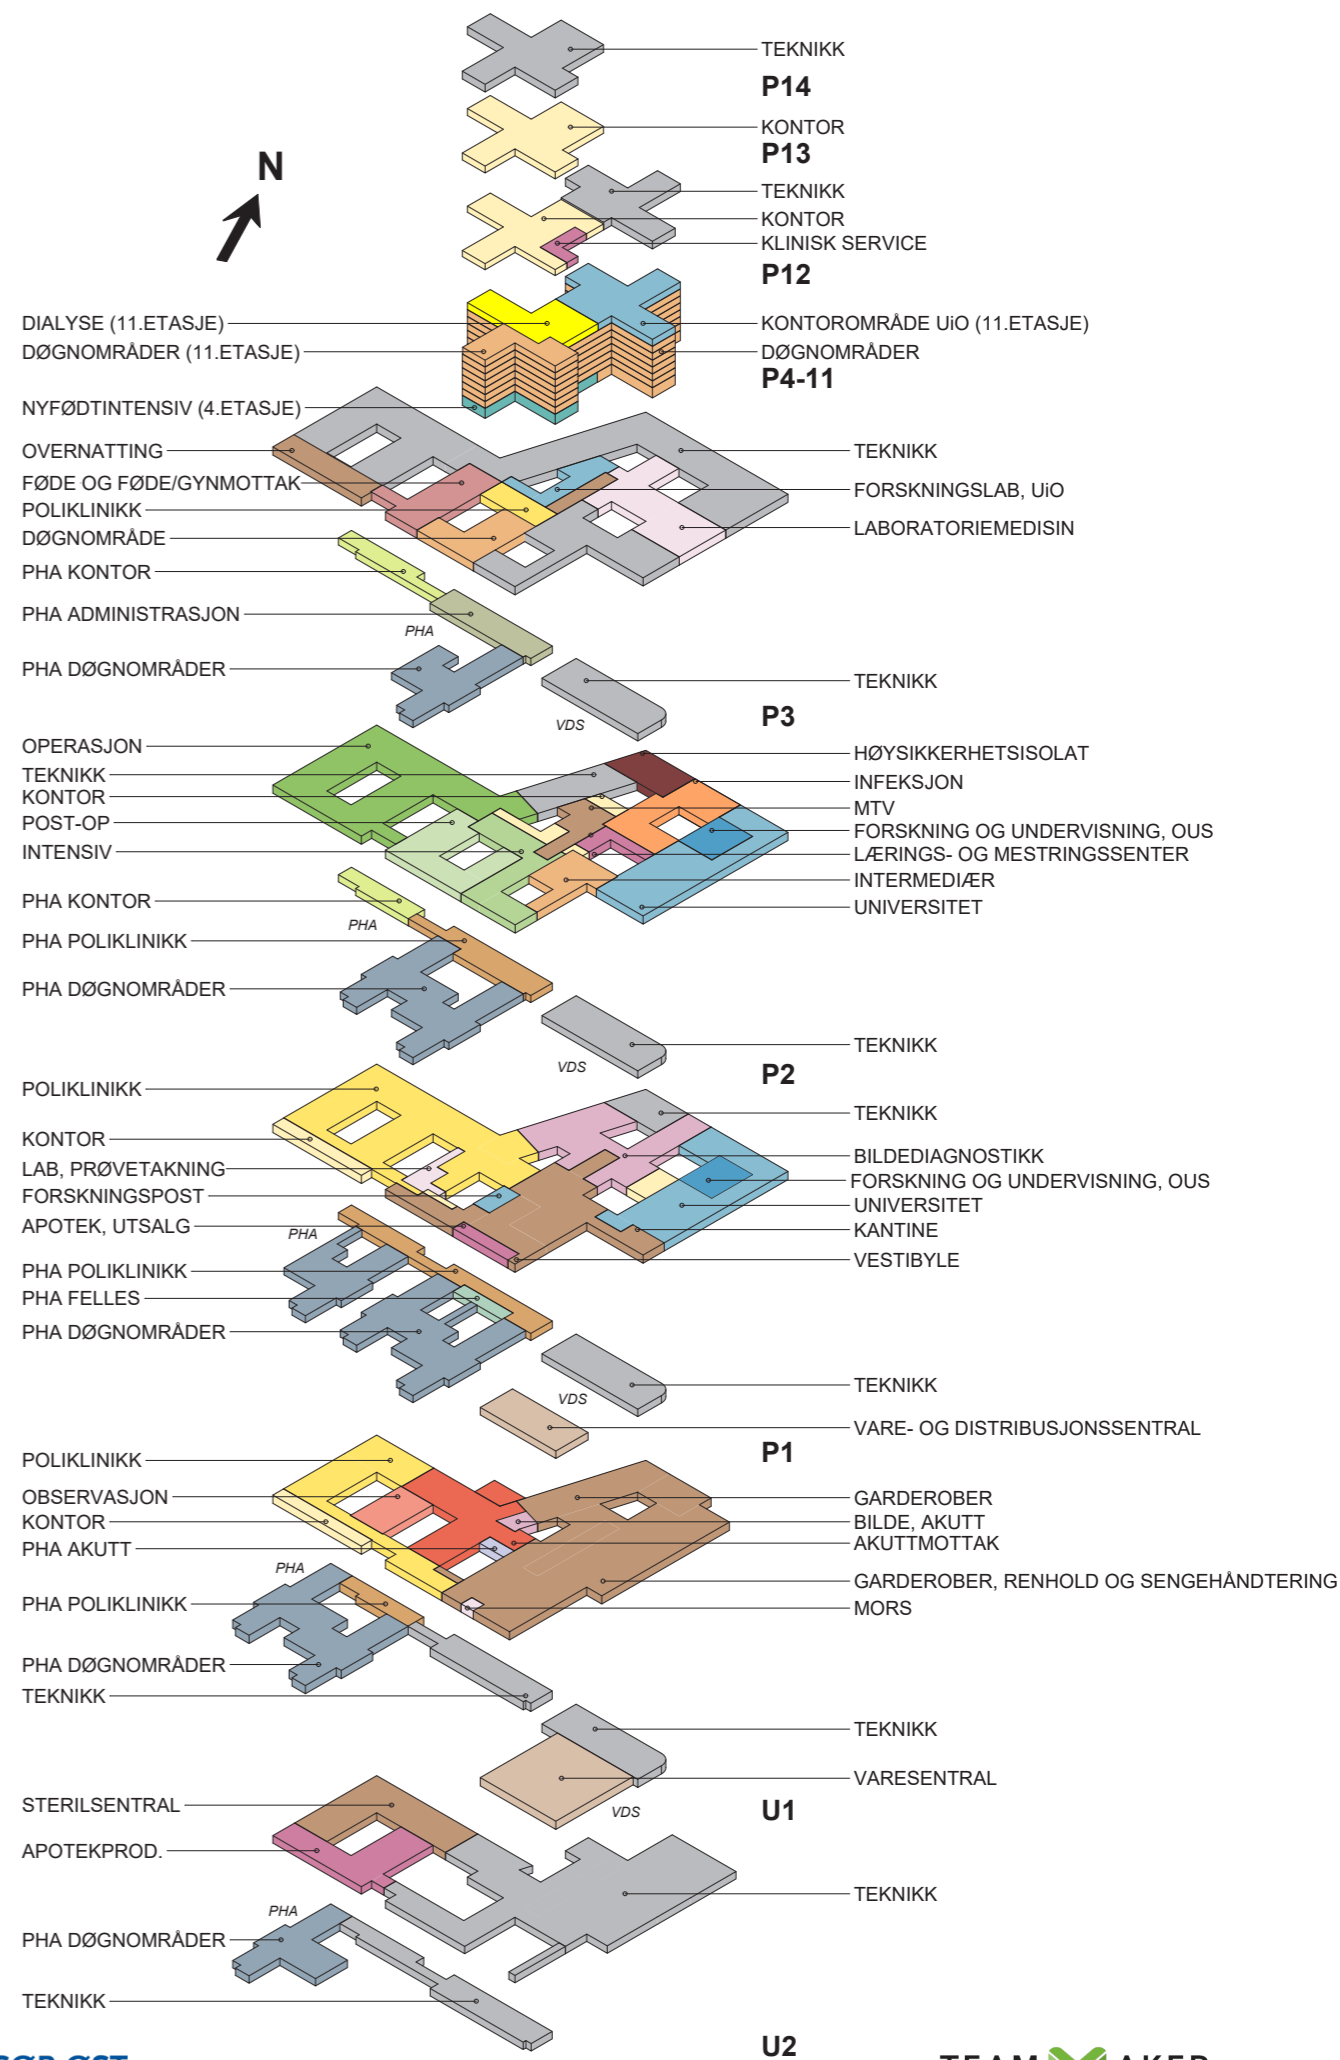 TEKNIKK
P14
KONTOR
P13
N
TEKNIKK
KONTOR
KLINISK SERVICE
P12
DIALYSE (11.ETASJE)
KONTOROMRÅDE UiO (11.ETASJE)
DØGNOMRÅDER (11.ETASJE)
DØGNOMRÅDER
P4-11
NYFØDTINTENSIV (4.ETASJE)
OVERNATTING
TEKNIKK
FØDE OG FØDE/GYNMOTTAK
FORSKNINGSLAB, UiO
POLIKLINIKK
LABORATORIEMEDISIN
DØGNOMRÅDE
PHA KONTOR
PHA ADMINISTRASJON
PHA
PHA DØGNOMRÅDER
TEKNIKK
VDS
P3
OPERASJON
HØYSIKKERHETSISOLAT
TEKNIKK
INFEKSJON
KONTOR
MTV
POST-OP
FORSKNING OG UNDERVISNING, OUS
INTENSIV
LÆRINGS- OG MESTRINGSSENTER
INTERMEDIÆR
PHA KONTOR
UNIVERSITET
PHA
PHA POLIKLINIKK
PHA DØGNOMRÅDER
TEKNIKK
VDS
P2
POLIKLINIKK
TEKNIKK
KONTOR
BILDEDIAGNOSTIKK
LAB, PRØVETAKNING
FORSKNING OG UNDERVISNING, OUS
FORSKNINGSPOST
UNIVERSITET
APOTEK, UTSALG
KANTINE
PHA
VESTIBYLE
PHA POLIKLINIKK
PHA FELLES
PHA DØGNOMRÅDER
TEKNIKK
VDS
VARE- OG DISTRIBUSJONSSENTRAL
P1
POLIKLINIKK
OBSERVASJON
GARDEROBER
KONTOR
BILDE, AKUTT
PHA AKUTT
AKUTTMOTTAK
PHA
GARDEROBER, RENHOLD OG SENGEHÅNDTERING
PHA POLIKLINIKK
MORS
PHA DØGNOMRÅDER
TEKNIKK
TEKNIKK
VARESENTRAL
STERILSENTRAL
VDS
U1
APOTEKPROD.
TEKNIKK
PHA
PHA DØGNOMRÅDER
TEKNIKK
U2
SØR-ØST
TEAM AKER